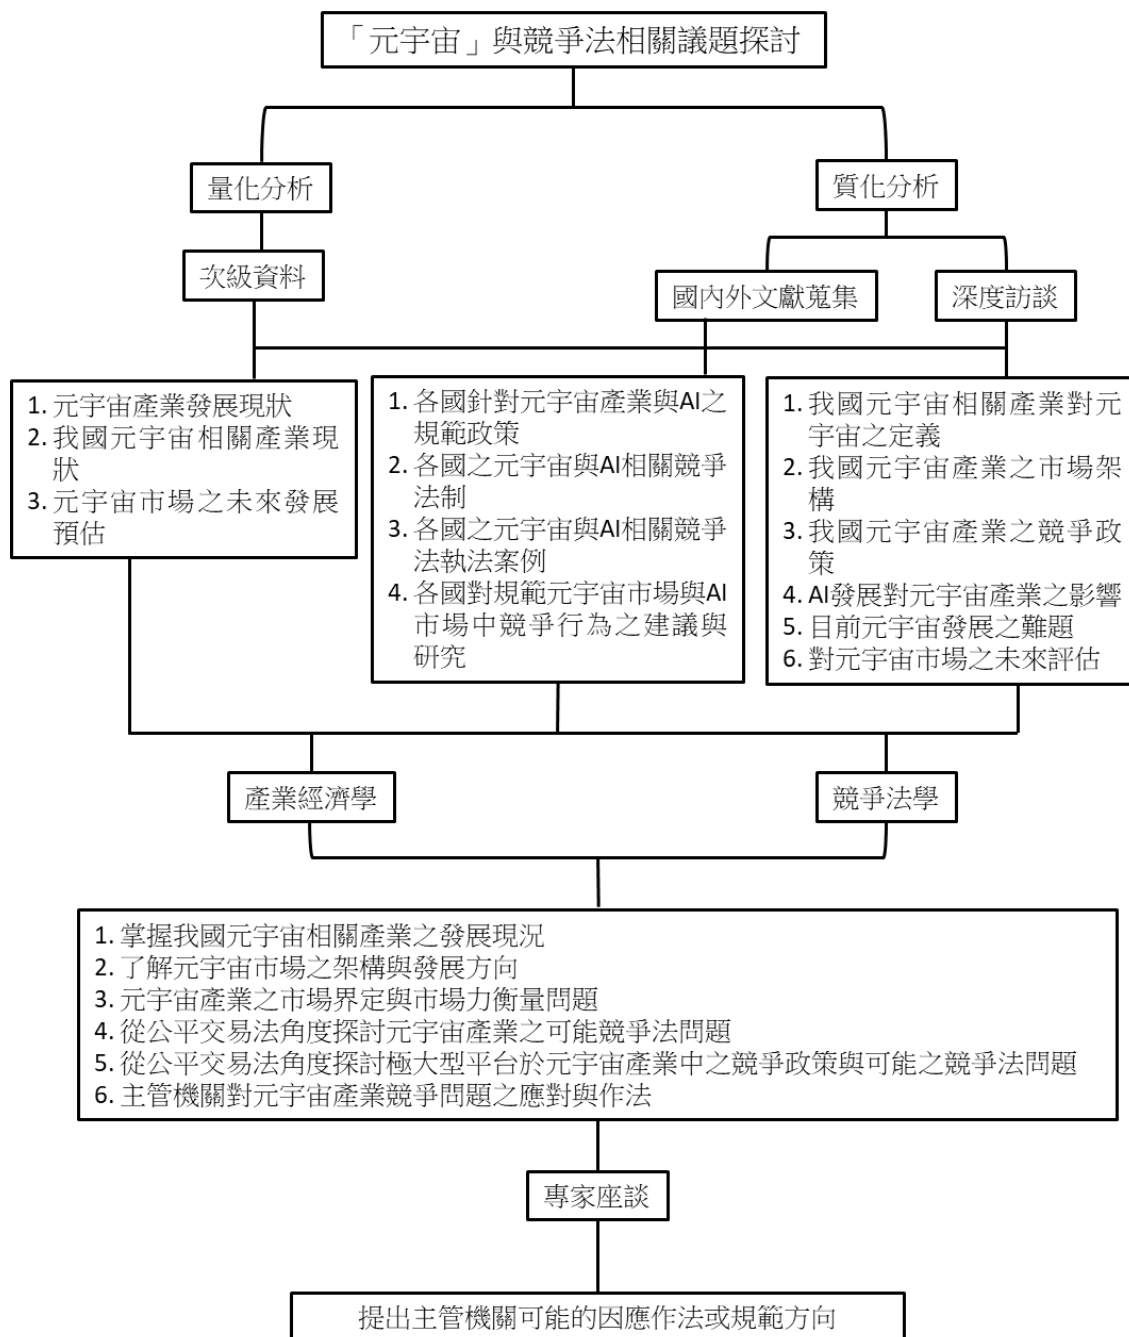 「元宇宙」與競爭法相關議題探討
量化分析
質化分析
次級資料
國內外文獻蒐集
深度訪談
1. 元宇宙產業發展現狀
2. 我國元宇宙相關產業現
狀
3. 元宇宙市場之未來發展
預估
1. 各國針對元宇宙產業與AI之
規範政策
2. 各國之元宇宙與AI相關競爭
法制
3. 各國之元宇宙與AI相關競爭
法執法案例
4. 各國對規範元宇宙市場與AI
市場中競爭行為之建議與
研究
1. 我國元宇宙相關產業對元
宇宙之定義
2. 我國元宇宙產業之市場架
構
3. 我國元宇宙產業之競爭政
策
4. AI發展對元宇宙產業之影響
5. 目前元宇宙發展之難題
6. 對元宇宙市場之未來評估
產業經濟學
競爭法學
1. 掌握我國元宇宙相關產業之發展現況
2. 了解元宇宙市場之架構與發展方向
3. 元宇宙產業之市場界定與市場力衡量問題
4. 從公平交易法角度探討元宇宙產業之可能競爭法問題
5. 從公平交易法角度探討極大型平台於元宇宙產業中之競爭政策與可能之競爭法問題
6. 主管機關對元宇宙產業競爭問題之應對與作法
專家座談
提出主管機關可能的因應作法或規範方向